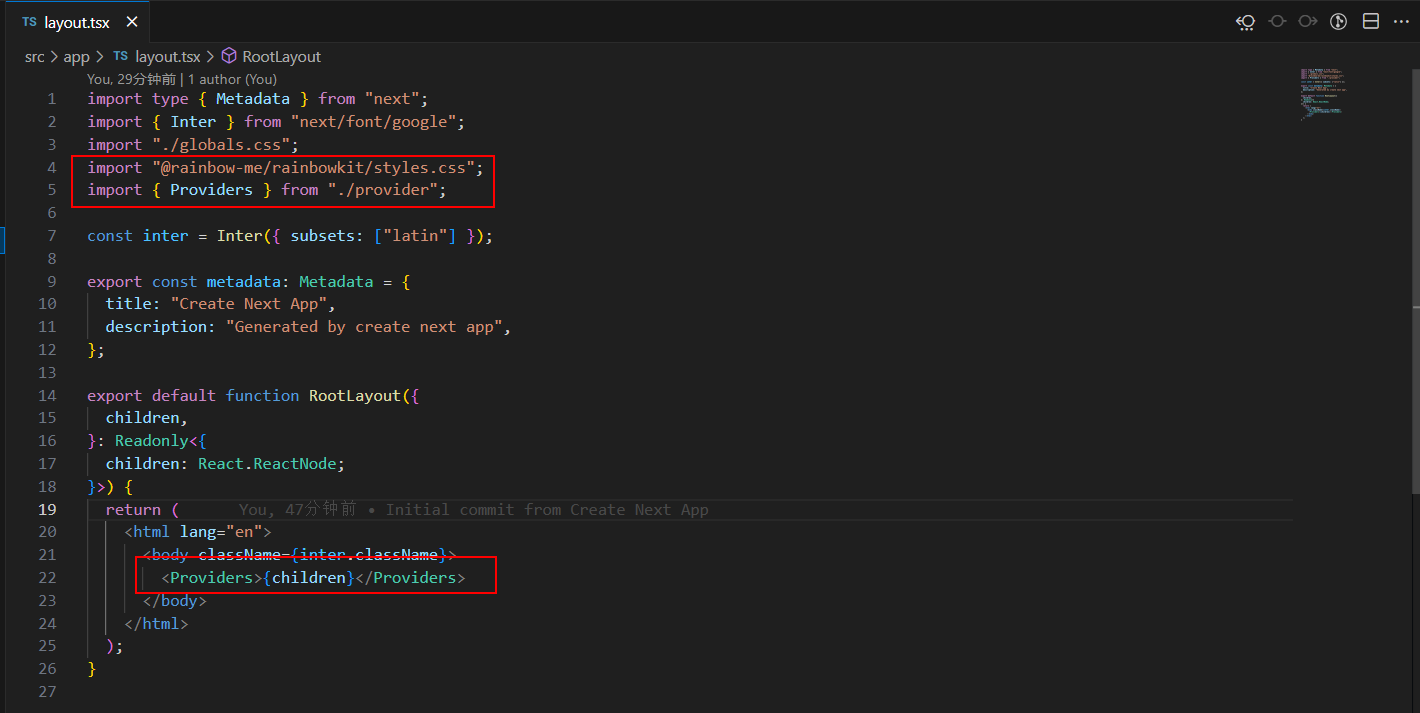 TS layout.tsx
src > app > TS layout.tsx > RootLayout
You, 29分钟前 | 1 author (You)
1 import type { Metadata } from "next";
2 import { Inter } from "next/font/google";
3 import "./globals.css";
4 import "@rainbow-me/rainbowkit/styles.css";
5 import { Providers } from "./provider";
6
7 const inter = Inter({ subsets: ["latin"] });
8
9 export const metadata: Metadata = {
10   title: "Create Next App",
11   description: "Generated by create next app",
12 };
13
14 export default function RootLayout({
15   children,
16 }: Readonly<{
17   children: React.ReactNode;
18 }>) {
19   return (      You, 47分钟前 • Initial commit from Create Next App
20     <html lang="en">
21       <body className={inter.className}>
22         <Providers>{children}</Providers>
23       </body>
24     </html>
25   );
26 }
27